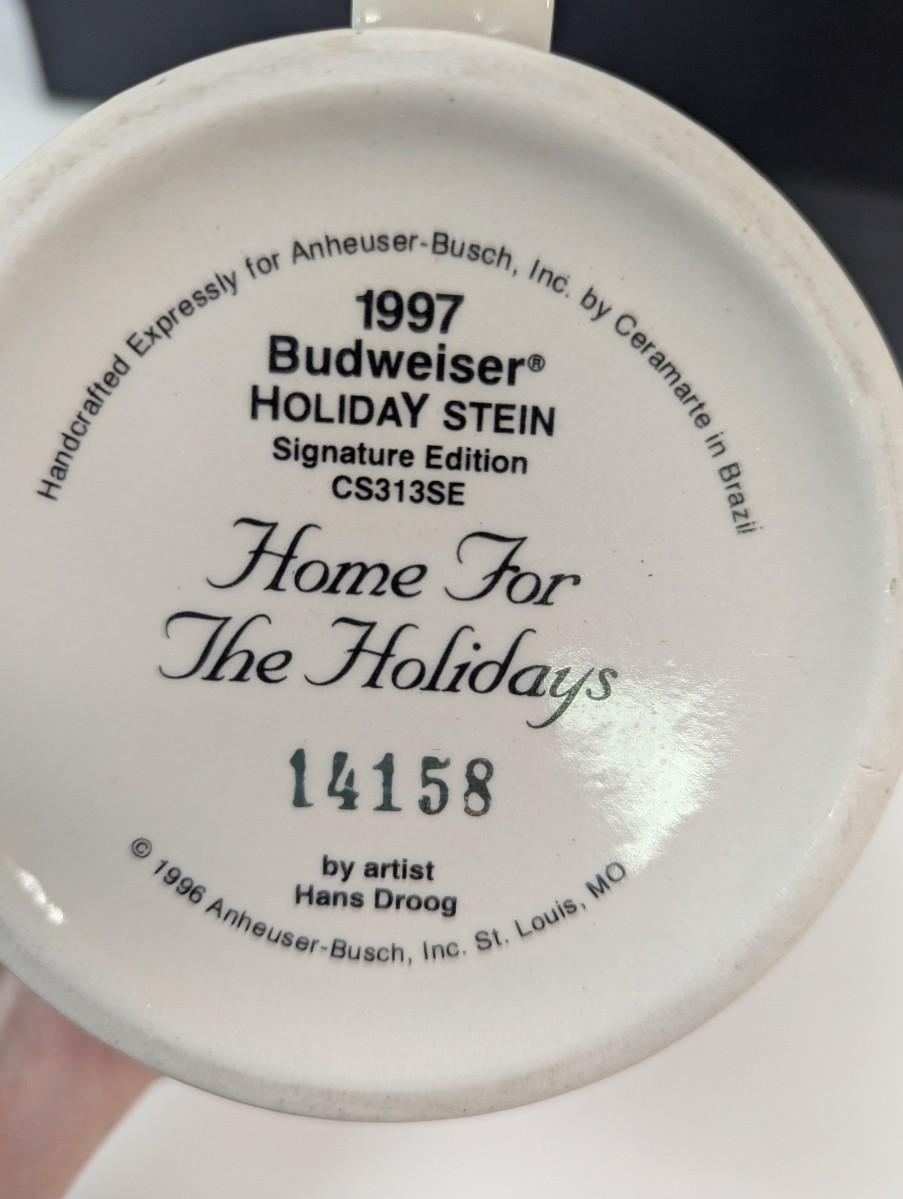 Handcrafted Expressly for Anheuser-Busch, Inc. by Ceramarte in Brazil
1997
Budweiser®
HOLIDAY STEIN
Signature Edition
CS313SE
Home For
The Holidays
14158
by artist
Hans Droog
© 1996 Anheuser-Busch, Inc. St. Louis, MO